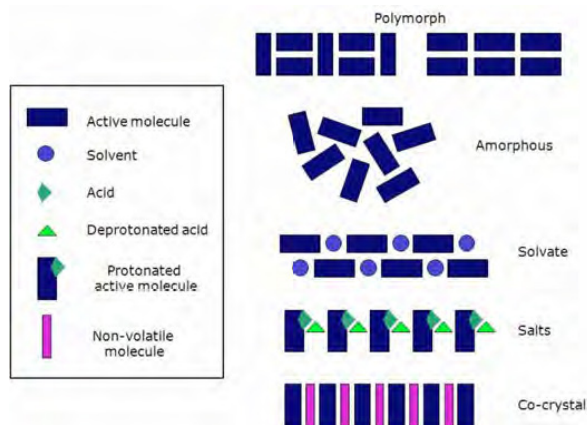 Polymorph
Active molecule
Solvent
Acid
Deprotonated acid
Protonated
active molecule
Non-volatile
molecule
Amorphous
Solvate
Salts
Co-crystal